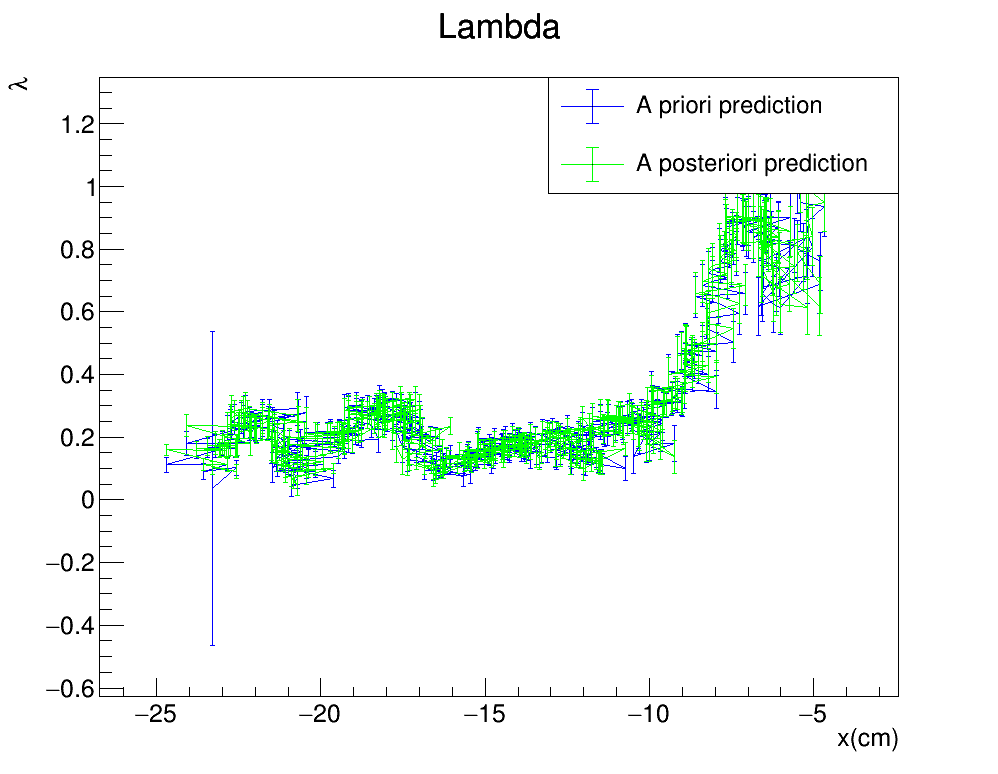 Lambda
λ
A priori prediction
A posteriori prediction
1.2
1
0.8
0.6
0.4
0.2
0
−0.2
−0.4
−0.6
−25 −20 −15 −10 −5
x(cm)